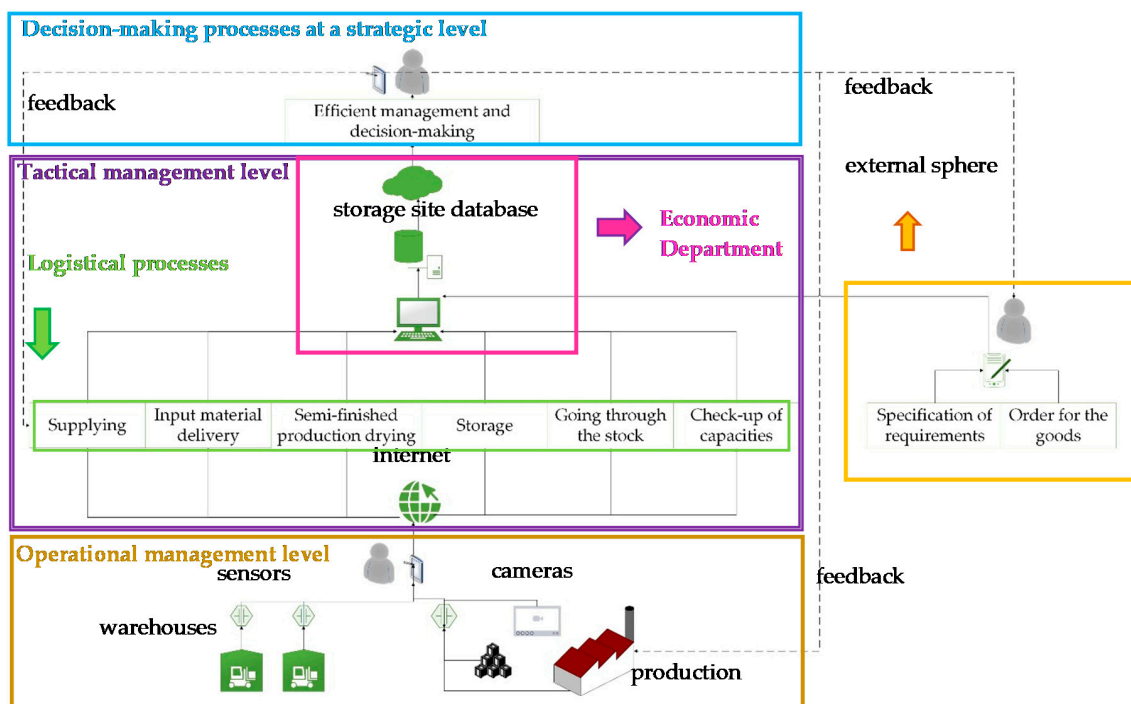 Decision-making processes at a strategic level
feedback
Efficient management and
decision-making
feedback
external sphere
Tactical management level
storage site database
Economic
Department
Logistical processes
Supplying
Input material
delivery
Semi-finished
production drying
Storage
Going through
the stock
Check-up of
capacities
Specification of
requirements
Order for the
goods
internet
Operational management level
sensors
cameras
feedback
warehouses
production